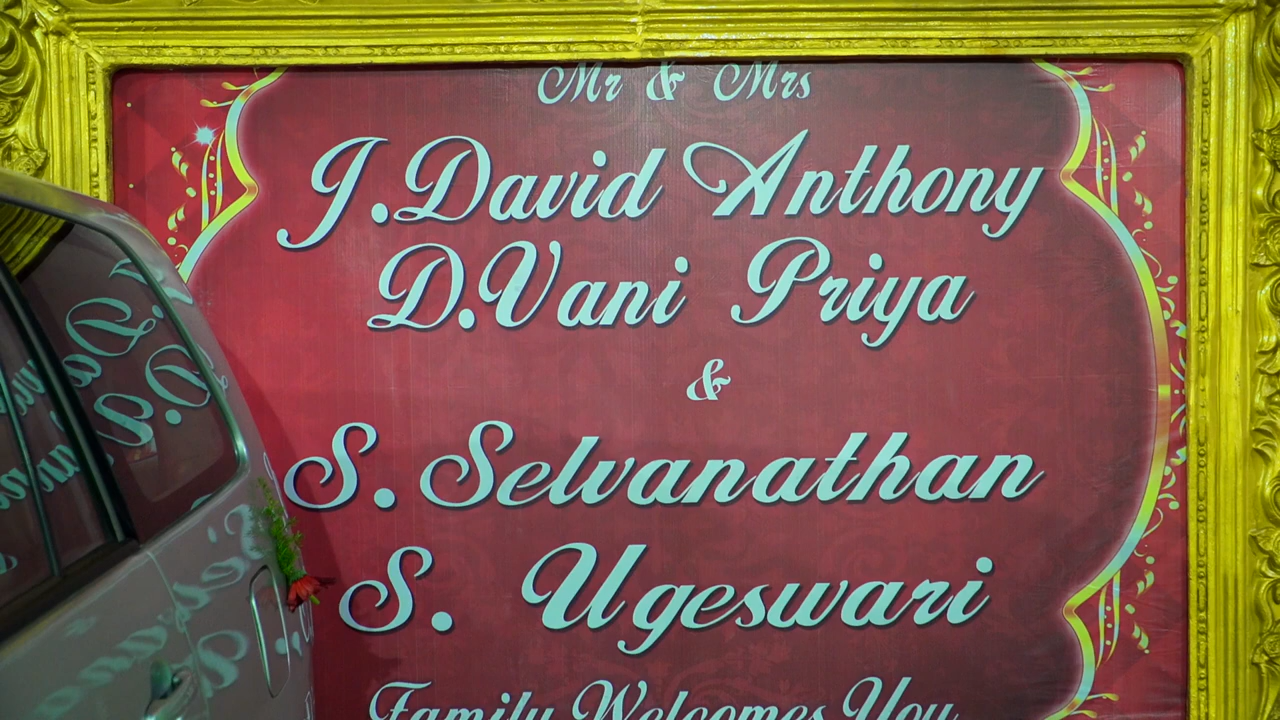 Mr & Mrs
J.David Anthony
D.Vani Priya
&
S. Selvanathan
S. Ugeswari
Family Welcomes You